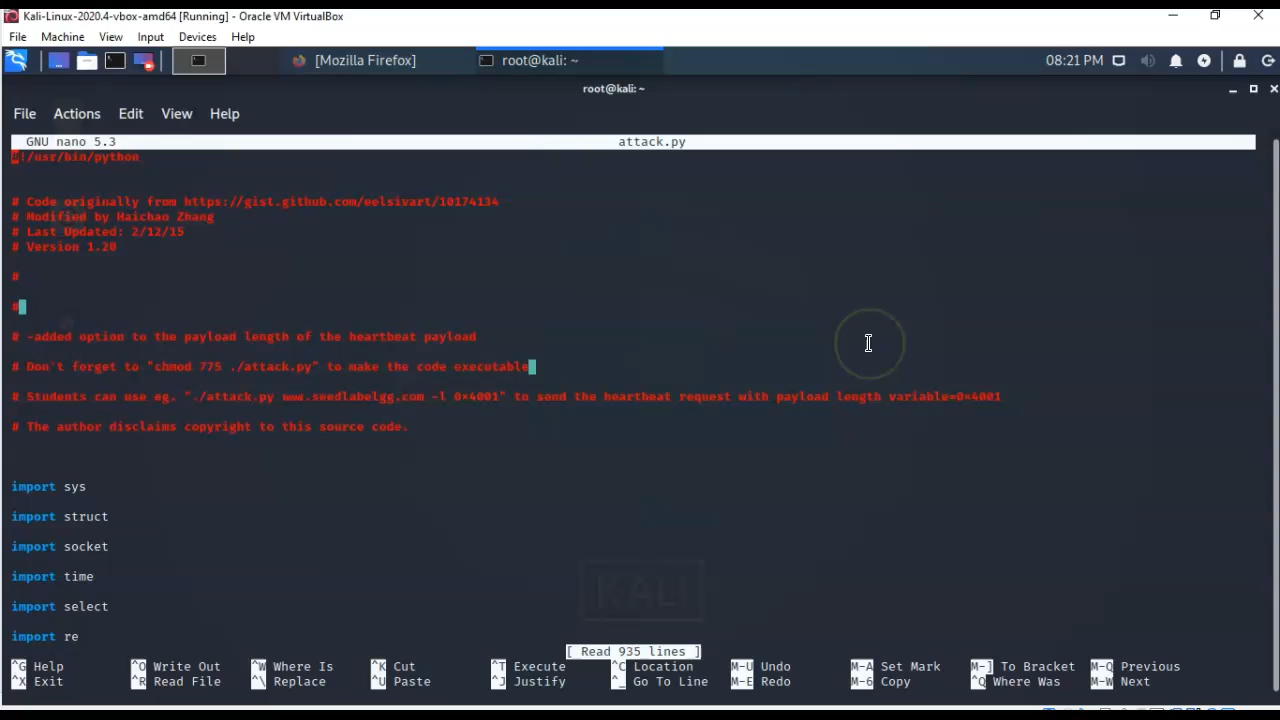 Kali-Linux-2020.4-vbox-amd64 [Running] - Oracle VM VirtualBox
File Machine View Input Devices Help
[Mozilla Firefox] root@kali: ~ 08:21 PM
root@kali: ~
File Actions Edit View Help
GNU nano 5.3 attack.py
#!/usr/bin/python
# Code originally from https://gist.github.com/eelsivart/10174134
# Modified by Haichao Zhang
# Last Updated: 2/12/15
# Version 1.20
#
#
# -added option to the payload length of the heartbeat payload
# Don't forget to "chmod 775 ./attack.py" to make the code executable
# Students can use eg. "./attack.py www.swedlabelgg.com -l 0×4001" to send the heartbeat request with payload length variable=0×4001
# The author disclaims copyright to this source code.
import sys
import struct
import socket
import time
import select
import re
KALI
[ Read 935 lines ]
^G Help ^O Write Out ^W Where Is ^K Cut ^T Execute ^C Location M-U Undo M-A Set Mark M-] To Bracket M-Q Previous
^X Exit ^R Read File ^\ Replace ^U Paste ^J Justify ^_ Go To Line M-E Redo M-6 Copy ^Q Where Was M-W Next